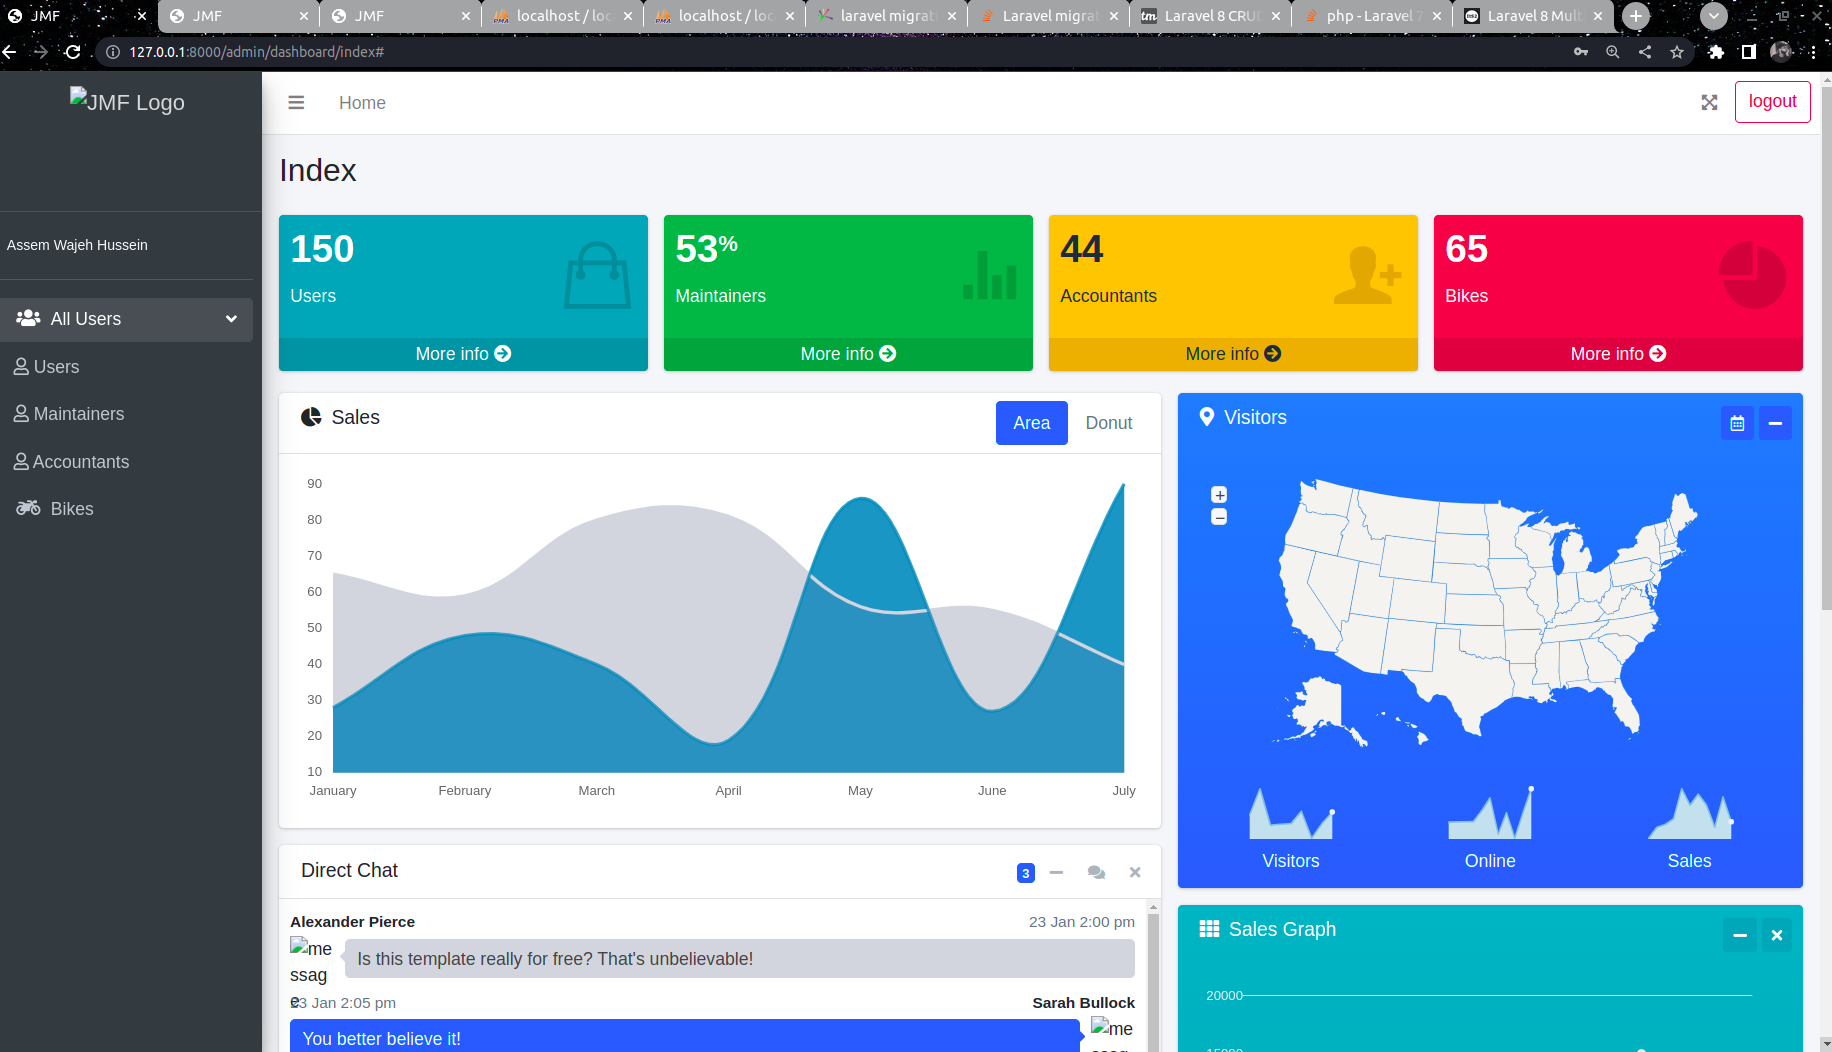 JMF
JMF
JMF
localhost / loc
localhost / loc
laravel migrat
Laravel migra
tm Laravel 8 CRUD
php - Laravel 7
Laravel 8 Mult
127.0.0.1:8000/admin/dashboard/index#
JMF Logo
Home
logout
Assem Wajeh Hussein
All Users
Users
Maintainers
Accountants
Bikes
Index
150
Users
More info
53%
Maintainers
More info
44
Accountants
More info
65
Bikes
More info
Sales
Area
Donut
90
80
70
60
50
40
30
20
10
January February March April May June July
Visitors
+
−
Visitors
Online
Sales
Direct Chat
3
Alexander Pierce
23 Jan 2:00 pm
me
ssag
e
Is this template really for free? That's unbelievable!
23 Jan 2:05 pm
Sarah Bullock
You better believe it!
me
Sales Graph
20000